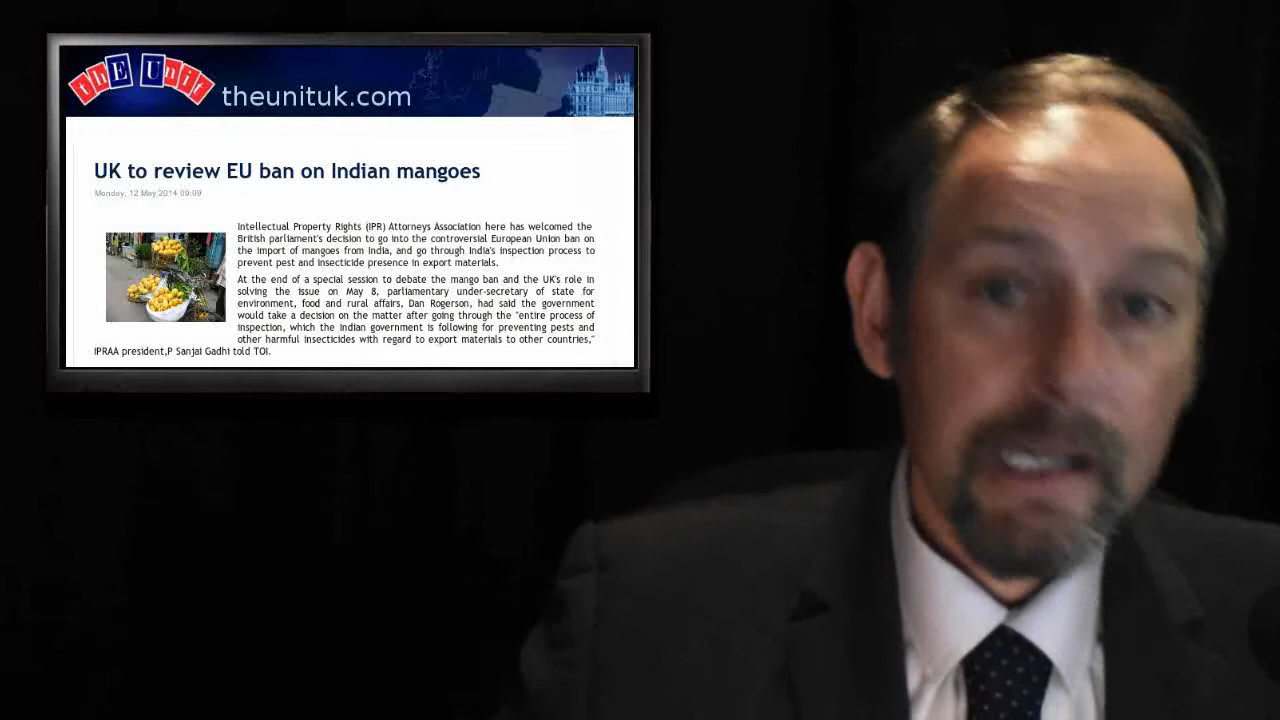 thE Unit
theunituk.com
UK to review EU ban on Indian mangoes
Monday, 12 May 2014 09:09
Intellectual Property Rights (IPR) Attorneys Association here has welcomed the
British parliament's decision to go into the controversial European Union ban on
the import of mangoes from India, and go through India's inspection process to
prevent pest and insecticide presence in export materials.
At the end of a special session to debate the mango ban and the UK's role in
solving the issue on May 8, parliamentary under-secretary of state for
environment, food and rural affairs, Dan Rogerson, had said the government
would take a decision on the matter after going through the "entire process of
inspection, which the Indian government is following for preventing pests and
other harmful insecticides with regard to export materials to other countries,"
IPRAA president,P Sanjai Gadhi told TOI.